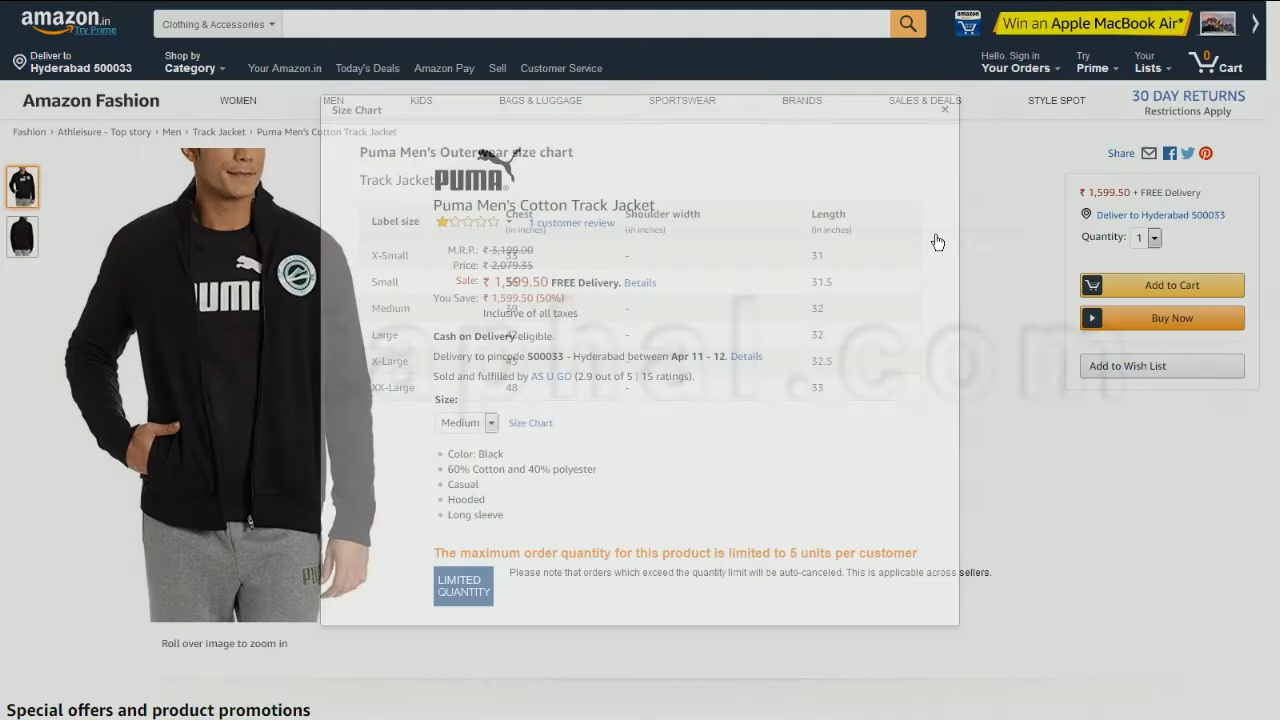 amazon.in
Try Prime
Clothing & Accessories
Win an Apple MacBook Air*
Deliver to
Hyderabad 500033
Shop by
Category
Your Amazon.in
Today's Deals
Amazon Pay
Sell
Customer Service
Hello. Sign in
Your Orders
Try
Prime
Your
Lists
0
Cart
Amazon Fashion
WOMEN
MEN
KIDS
BAGS & LUGGAGE
SPORTSWEAR
BRANDS
SALES & DEALS
STYLE SPOT
30 DAY RETURNS
Restrictions Apply
Fashion › Athleisure - Top story › Men › Track Jacket › Puma Men's Cotton Track Jacket
Size Chart
×
Puma Men's Outerwear size chart
Track Jacket
Label size
Chest
(in inches)
Shoulder width
(in inches)
Length
(in inches)
X-Small 33 - 31
Small 36 - 31.5
Medium 39 - 32
Large 42 - 32
X-Large 45 - 32.5
XX-Large 48 - 33
PUMA
Puma Men's Cotton Track Jacket
1 customer review
M.R.P.: ₹ 3,199.00
Price: ₹ 2,079.35
Sale: ₹ 1,599.50 FREE Delivery. Details
You Save: ₹ 1,599.50 (50%)
Inclusive of all taxes
Cash on Delivery eligible.
Delivery to pincode 500033 - Hyderabad between Apr 11 - 12. Details
Sold and fulfilled by AS U GO (2.9 out of 5 | 15 ratings).
Size:
Medium
Size Chart
Color: Black
60% Cotton and 40% polyester
Casual
Hooded
Long sleeve
The maximum order quantity for this product is limited to 5 units per customer
LIMITED
QUANTITY
Please note that orders which exceed the quantity limit will be auto-canceled. This is applicable across sellers.
Share
₹ 1,599.50 + FREE Delivery
Deliver to Hyderabad 500033
Quantity: 1
Add to Cart
Buy Now
Add to Wish List
PUMA
Roll over image to zoom in
Special offers and product promotions